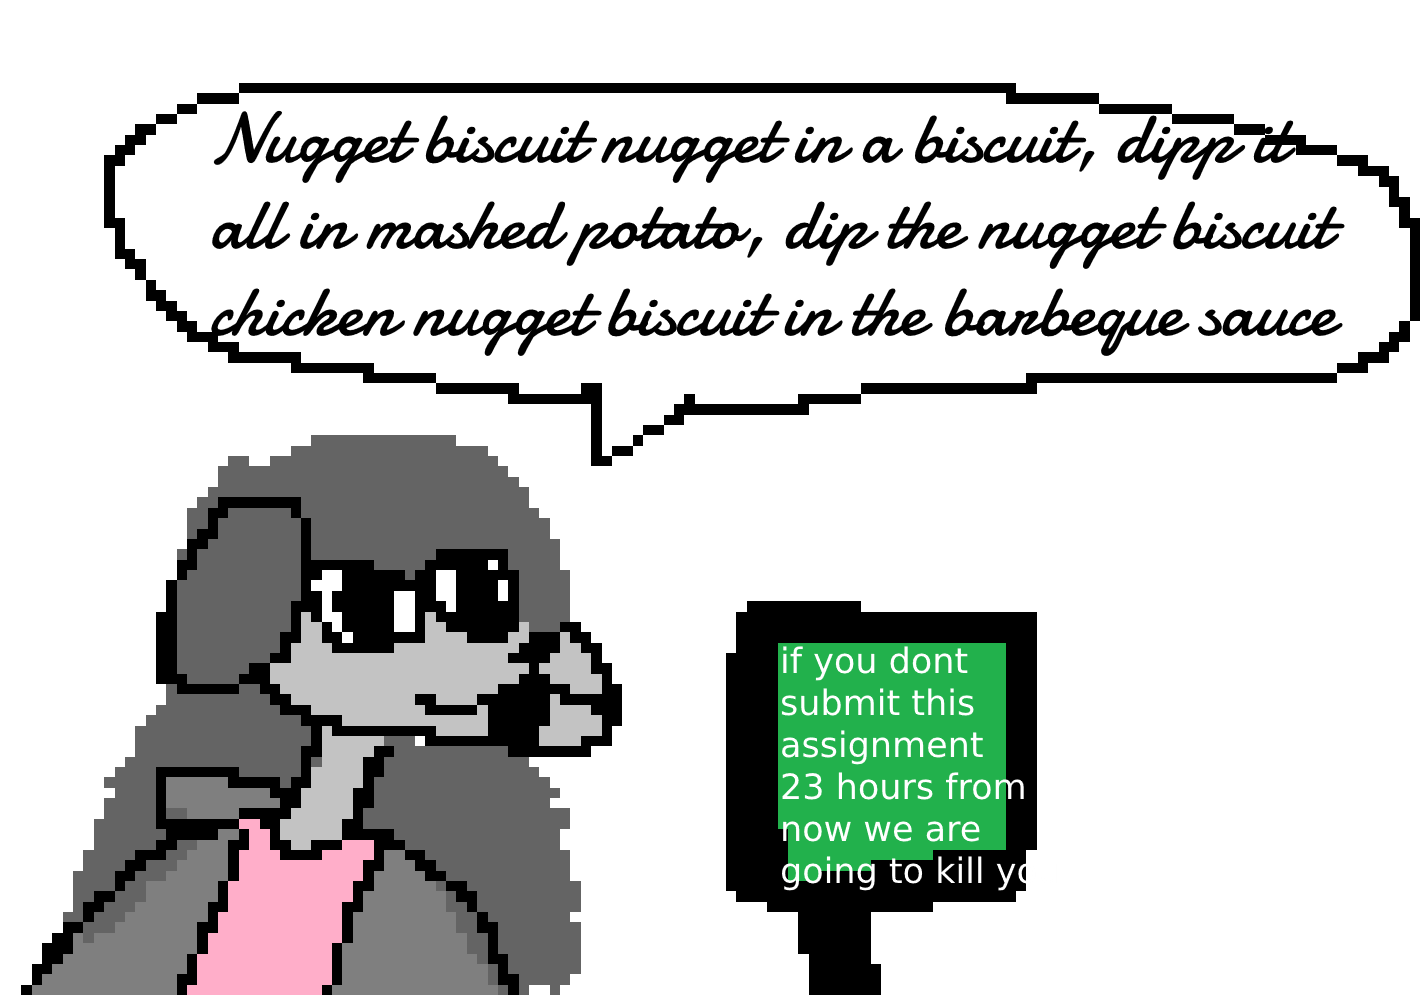 Nugget biscuit nugget in a biscuit, dipp it
all in mashed potato, dip the nugget biscuit
chicken nugget biscuit in the barbeque sauce
if you dont
submit this
assignment
23 hours from
now we are
going to kill yo